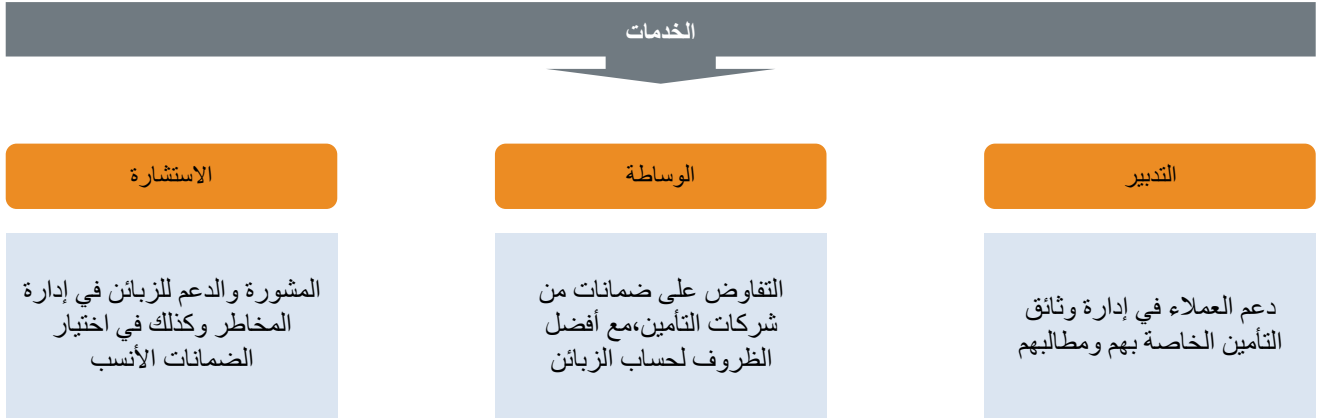 الخدمات
التدبير
دعم العملاء في إدارة وثائق
التأمين الخاصة بهم ومطالبهم
الوساطة
التفاوض على ضمانات من
شركات التأمين،مع أفضل
الظروف لحساب الزبائن
الاستشارة
المشورة والدعم للزبائن في إدارة
المخاطر وكذلك في اختيار
الضمانات الأنسب